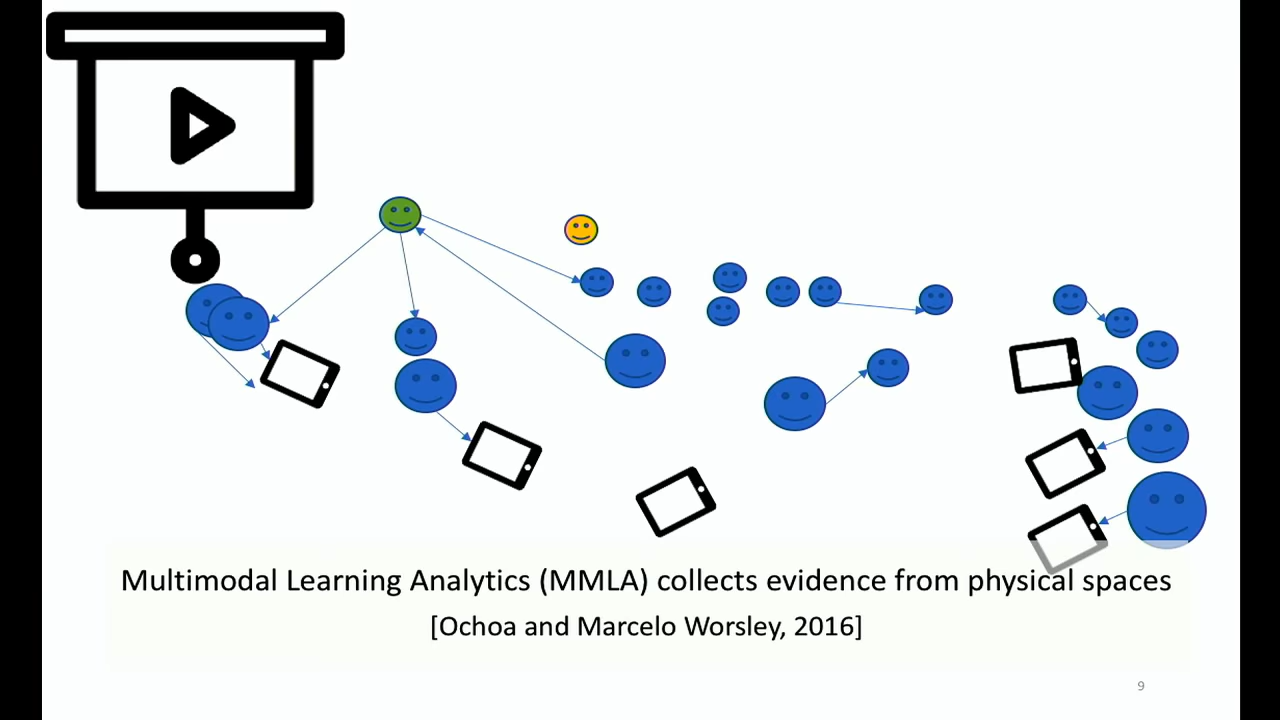 Multimodal Learning Analytics (MMLA) collects evidence from physical spaces
[Ochoa and Marcelo Worsley, 2016]
9